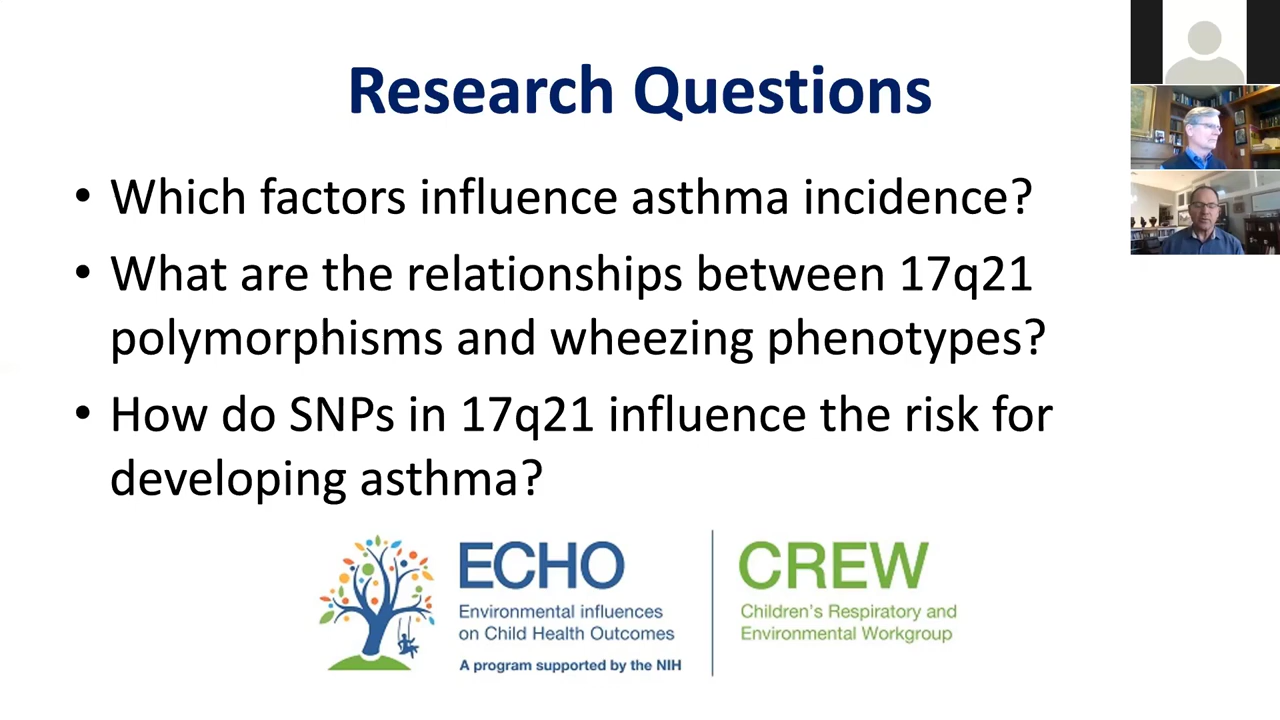 Research Questions
• Which factors influence asthma incidence?
• What are the relationships between 17q21
polymorphisms and wheezing phenotypes?
• How do SNPs in 17q21 influence the risk for
developing asthma?
ECHO
Environmental influences
on Child Health Outcomes
A program supported by the NIH
CREW
Children's Respiratory and
Environmental Workgroup